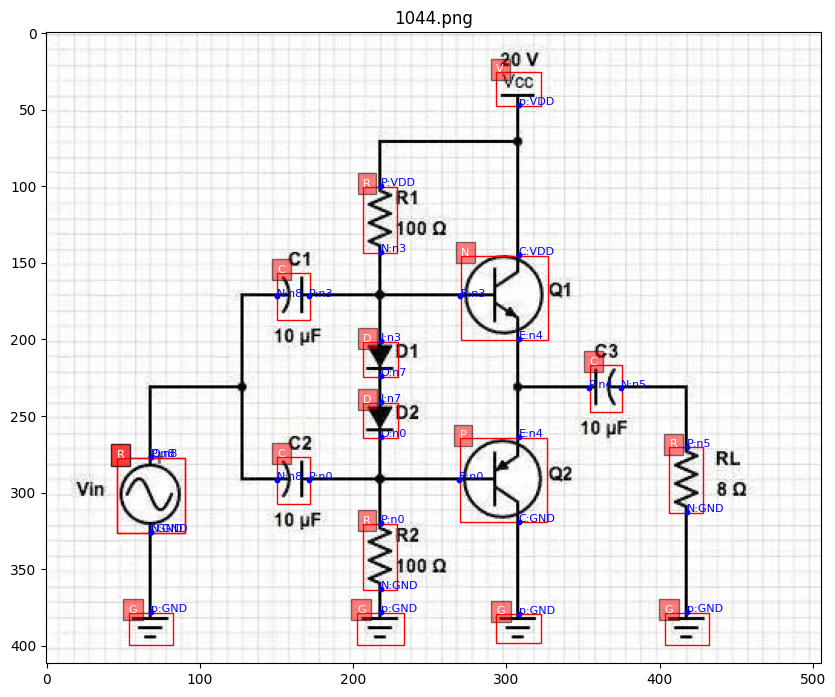 1044.png
0
20 V
V
Vcc
50
p:VDD
100
R
P:VDD
R1
100 Ω
N:n3
N
C:VDD
C1
C
N:n8
P:n3
B:n3
Q1
150
200
10 µF
D
I:n3
D1
O:n7
E:n4
C3
C
P:n4
N:n5
10 µF
D
I:n7
D2
O:n0
250
C2
C
N:n8
P:n0
B:n0
P
E:n4
Q2
C:GND
R
Vin
R
P:n5
RL
8 Ω
N:GND
300
10 µF
R
P:n0
R2
100 Ω
N:GND
350
G
p:GND
G
p:GND
G
p:GND
G
p:GND
400
0
100
200
300
400
500